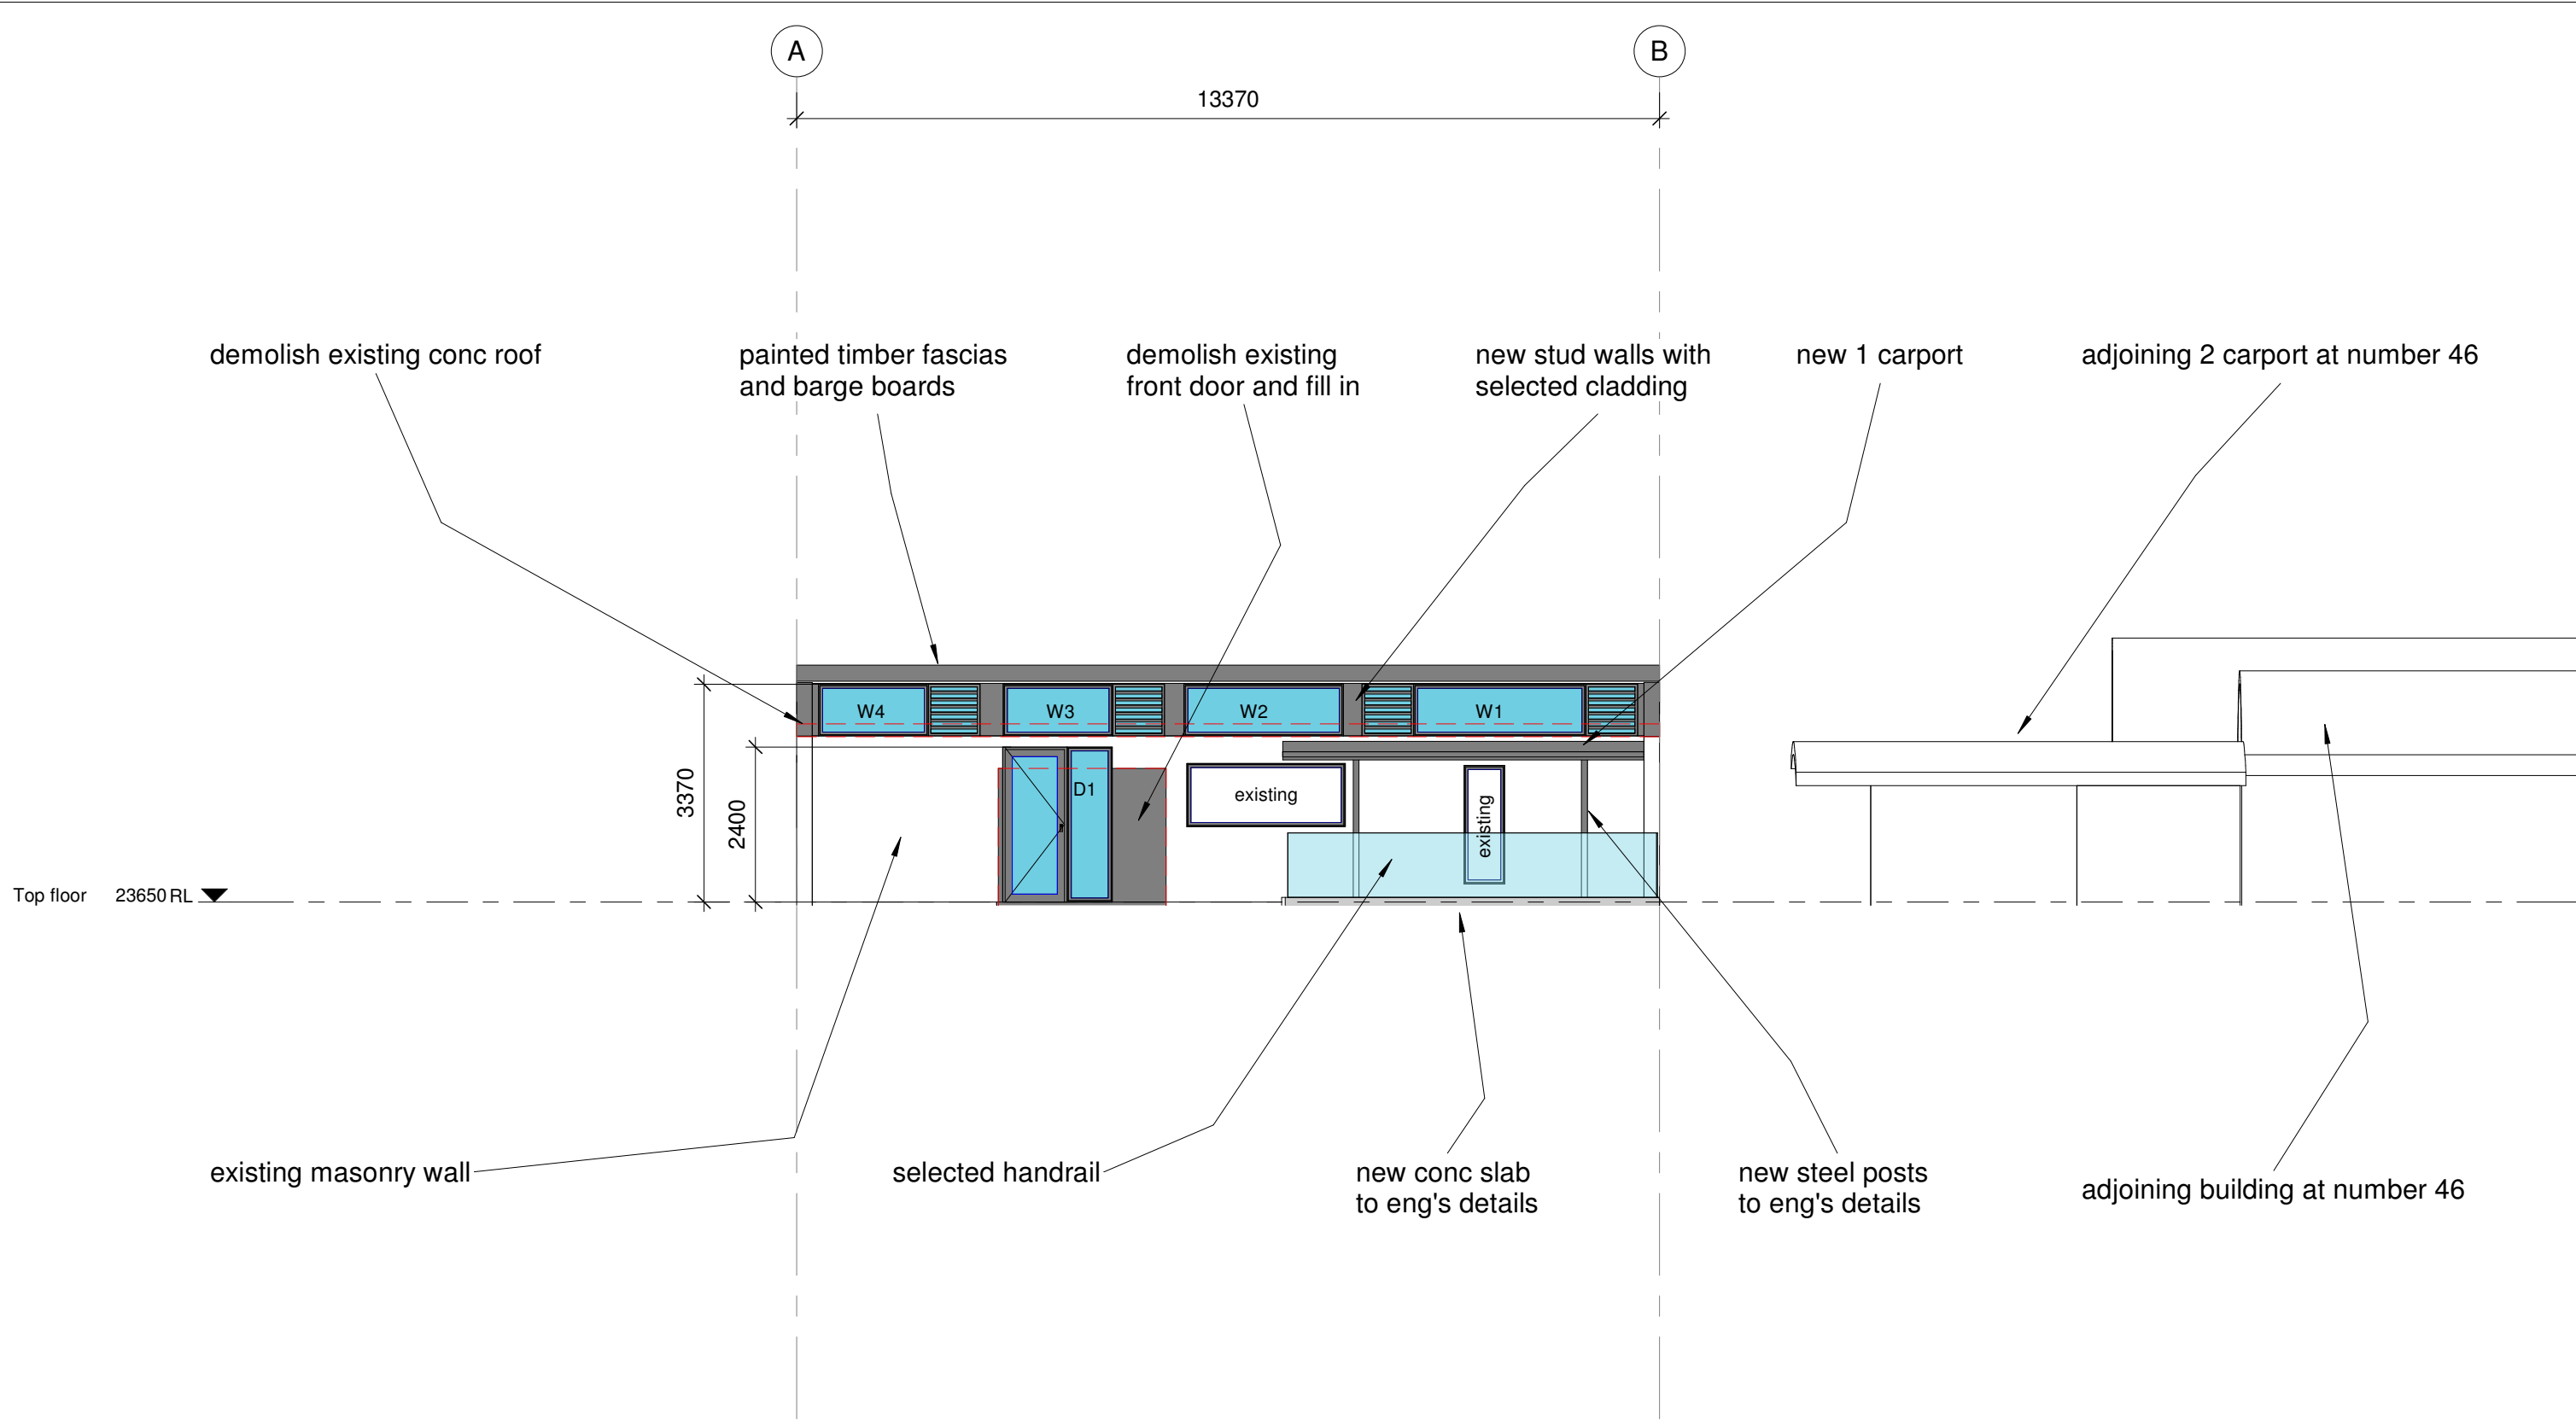 A
B
13370
demolish existing conc roof
painted timber fascias
and barge boards
demolish existing
front door and fill in
new stud walls with
selected cladding
new 1 carport
adjoining 2 carport at number 46
W4
W3
W2
W1
3370
2400
D1
existing
existing
Top floor 23650 RL
existing masonry wall
selected handrail
new conc slab
to eng's details
new steel posts
to eng's details
adjoining building at number 46